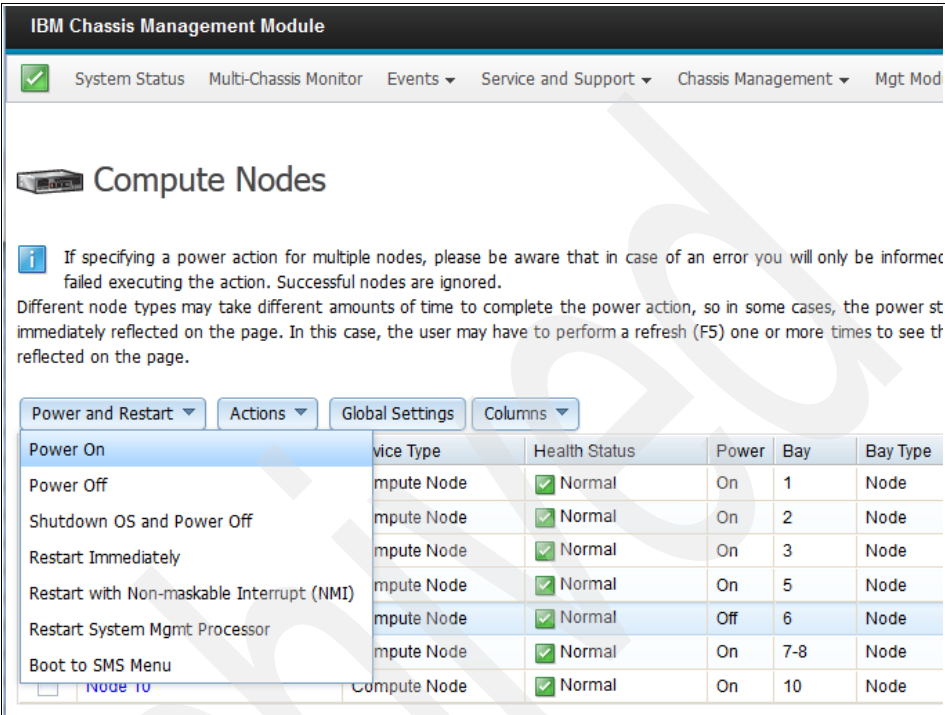 IBM Chassis Management Module
System Status Multi-Chassis Monitor Events Service and Support Chassis Management Mgt Mod
Compute Nodes
If specifying a power action for multiple nodes, please be aware that in case of an error you will only be informed
failed executing the action. Successful nodes are ignored.
Different node types may take different amounts of time to complete the power action, so in some cases, the power st
immediately reflected on the page. In this case, the user may have to perform a refresh (F5) one or more times to see th
reflected on the page.
Power and Restart Actions Global Settings Columns
Power On
Power Off
Shutdown OS and Power Off
Restart Immediately
Restart with Non-maskable Interrupt (NMI)
Restart System Mgmt Processor
Boot to SMS Menu
vice Type Health Status Power Bay Bay Type
mpute Node Normal On 1 Node
mpute Node Normal On 2 Node
mpute Node Normal On 3 Node
mpute Node Normal On 5 Node
mpute Node Normal Off 6 Node
mpute Node Normal On 7-8 Node
Node 10 Compute Node Normal On 10 Node